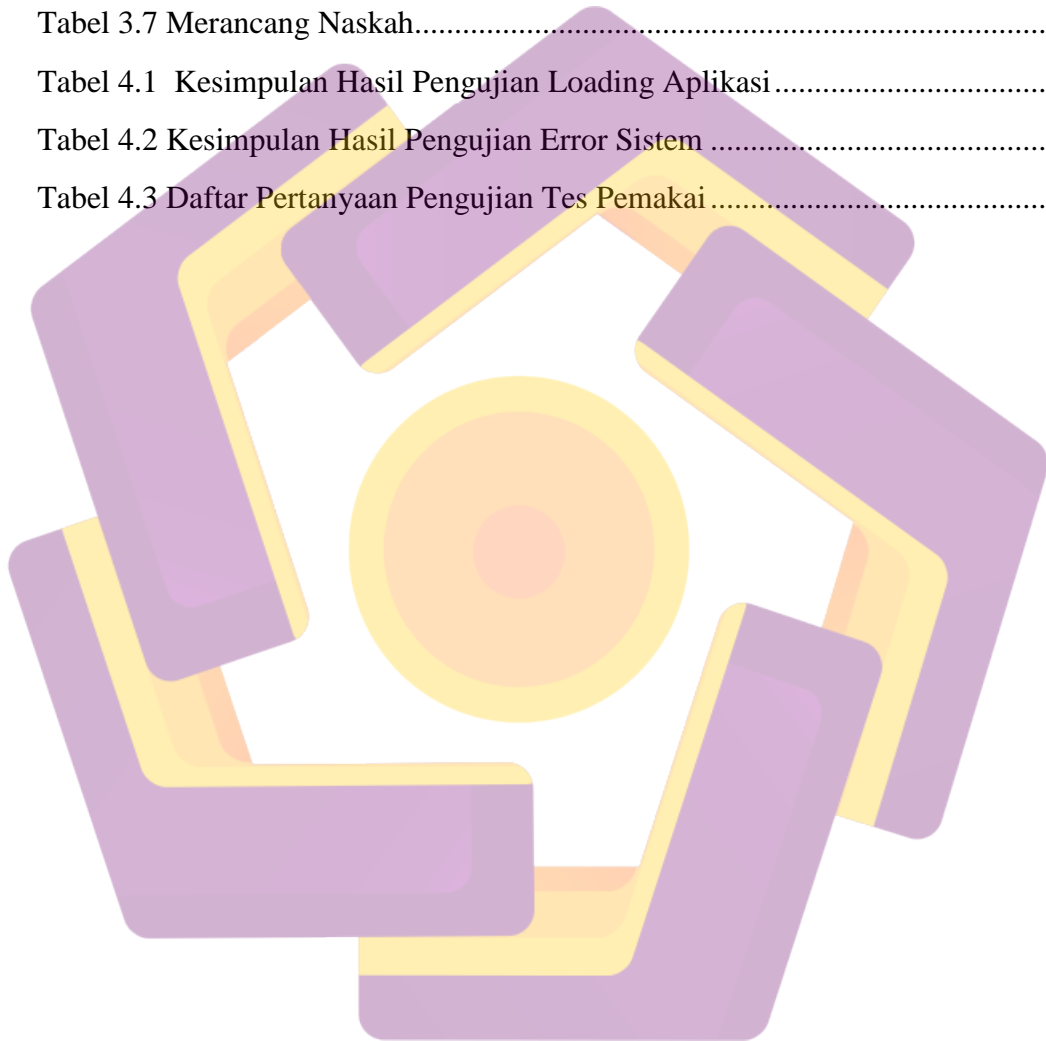 Tabel 3.7 Merancang Naskah................................................................................
Tabel 4.1  Kesimpulan Hasil Pengujian Loading Aplikasi..................................
Tabel 4.2 Kesimpulan Hasil Pengujian Error Sistem ..........................................
Tabel 4.3 Daftar Pertanyaan Pengujian Tes Pemakai..........................................